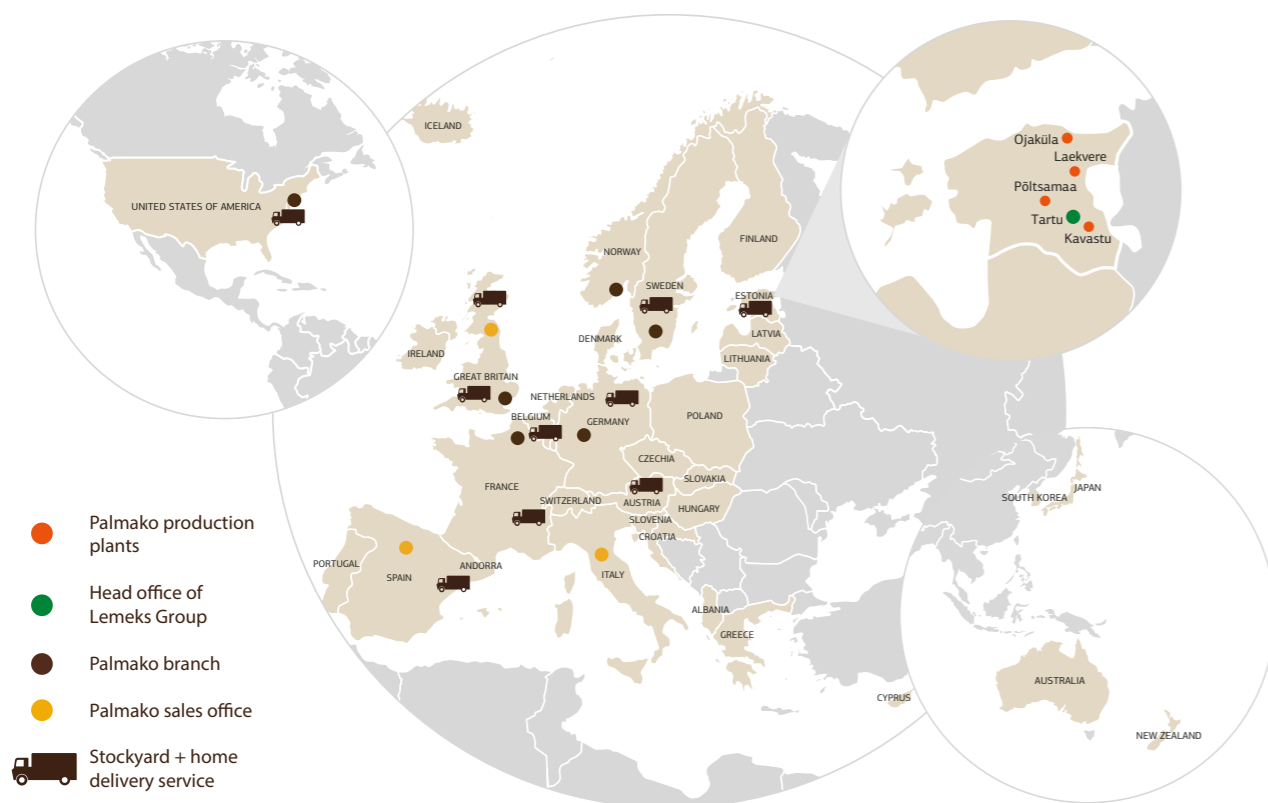 ICELAND
UNITED STATES OF AMERICA
Ojaküla
Laekvere
Põltsamaa
Tartu
Kavastu
FINLAND
NORWAY
SWEDEN
ESTONIA
DENMARK
LATVIA
IRELAND
LITHUANIA
GREAT BRITAIN
NETHERLANDS
BELGIUM
GERMANY
POLAND
CZECHIA
SLOVAKIA
FRANCE
SWITZERLAND
AUSTRIA
HUNGARY
SLOVENIA
CROATIA
PORTUGAL
SPAIN
ANDORRA
ITALY
ALBANIA
GREECE
CYPRUS
SOUTH KOREA
JAPAN
AUSTRALIA
NEW ZEALAND
Palmako production
plants
Head office of
Lemeks Group
Palmako branch
Palmako sales office
Stockyard + home
delivery service